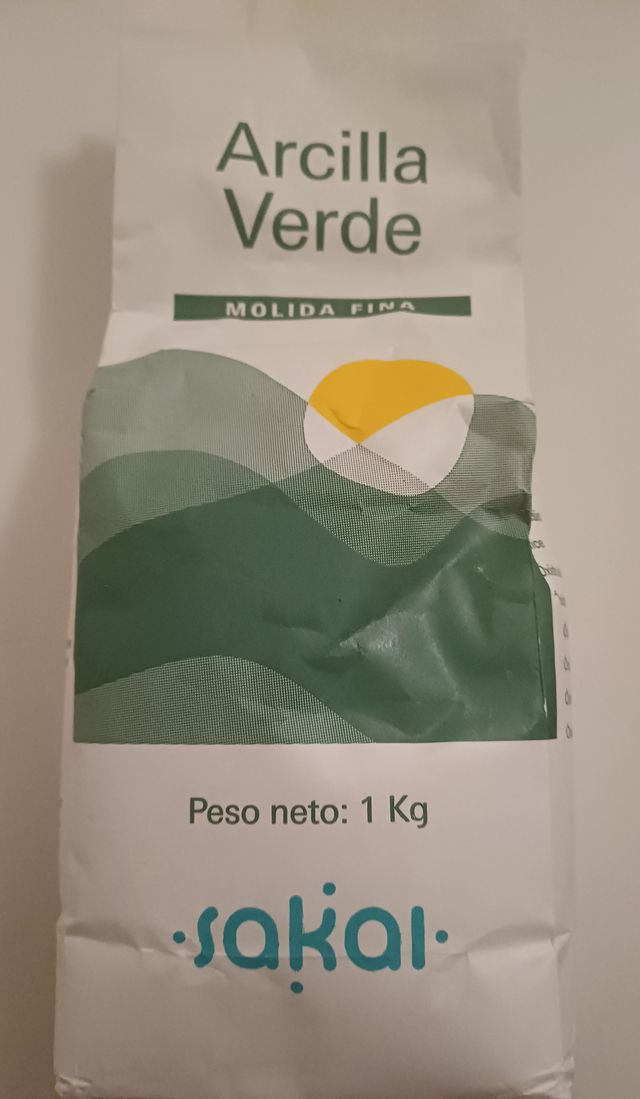 Arcilla
Verde
MOLIDA FINA
Peso neto: 1 Kg
sakai